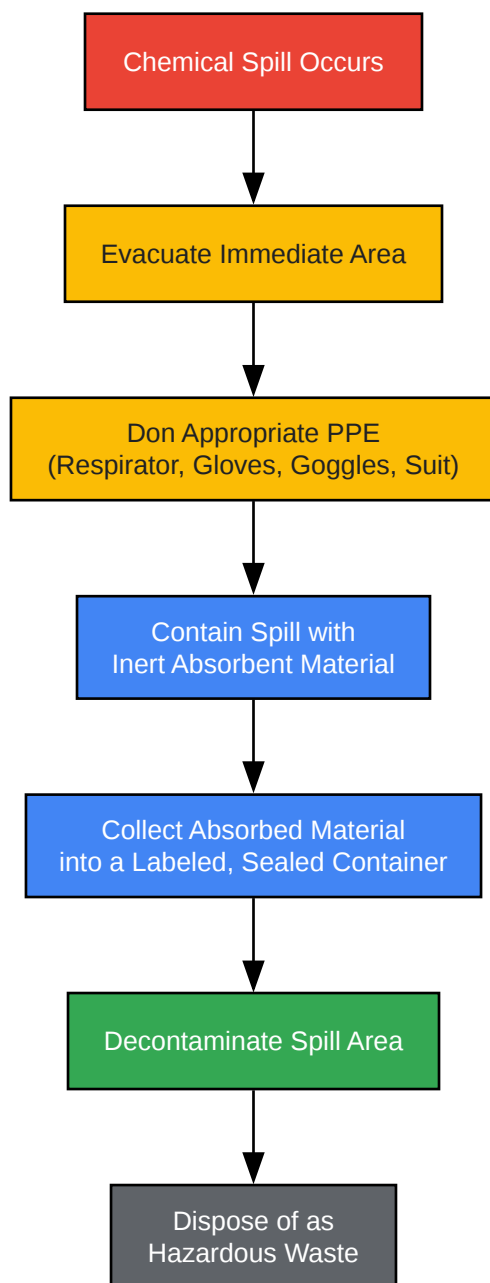 Chemical Spill Occurs
Evacuate Immediate Area
Don Appropriate PPE
(Respirator, Gloves, Goggles, Suit)
Contain Spill with
Inert Absorbent Material
Collect Absorbed Material
into a Labeled, Sealed Container
Decontaminate Spill Area
Dispose of as
Hazardous Waste